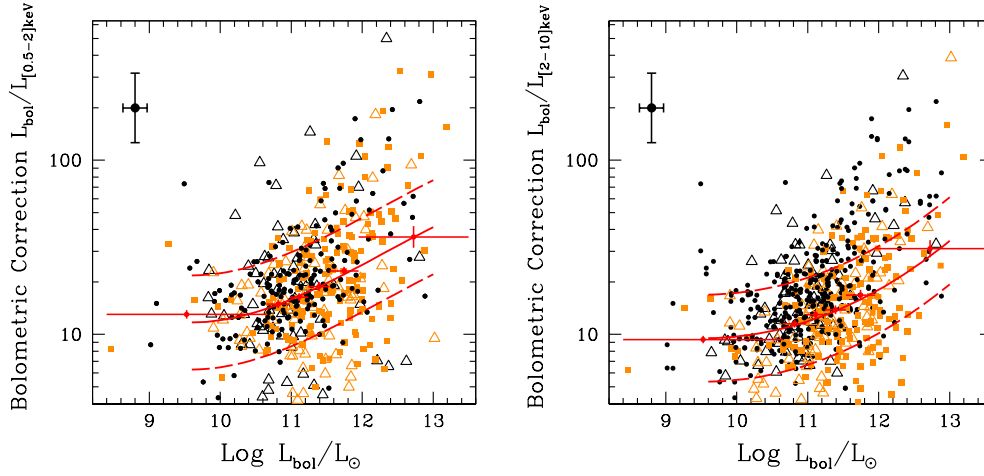 Bolometric Correction L_bol/L_[0.5−2]keV
100
10
9 10 11 12 13
Log L_bol/L_⊙
Bolometric Correction L_bol/L_[2−10]keV
100
10
9 10 11 12 13
Log L_bol/L_⊙